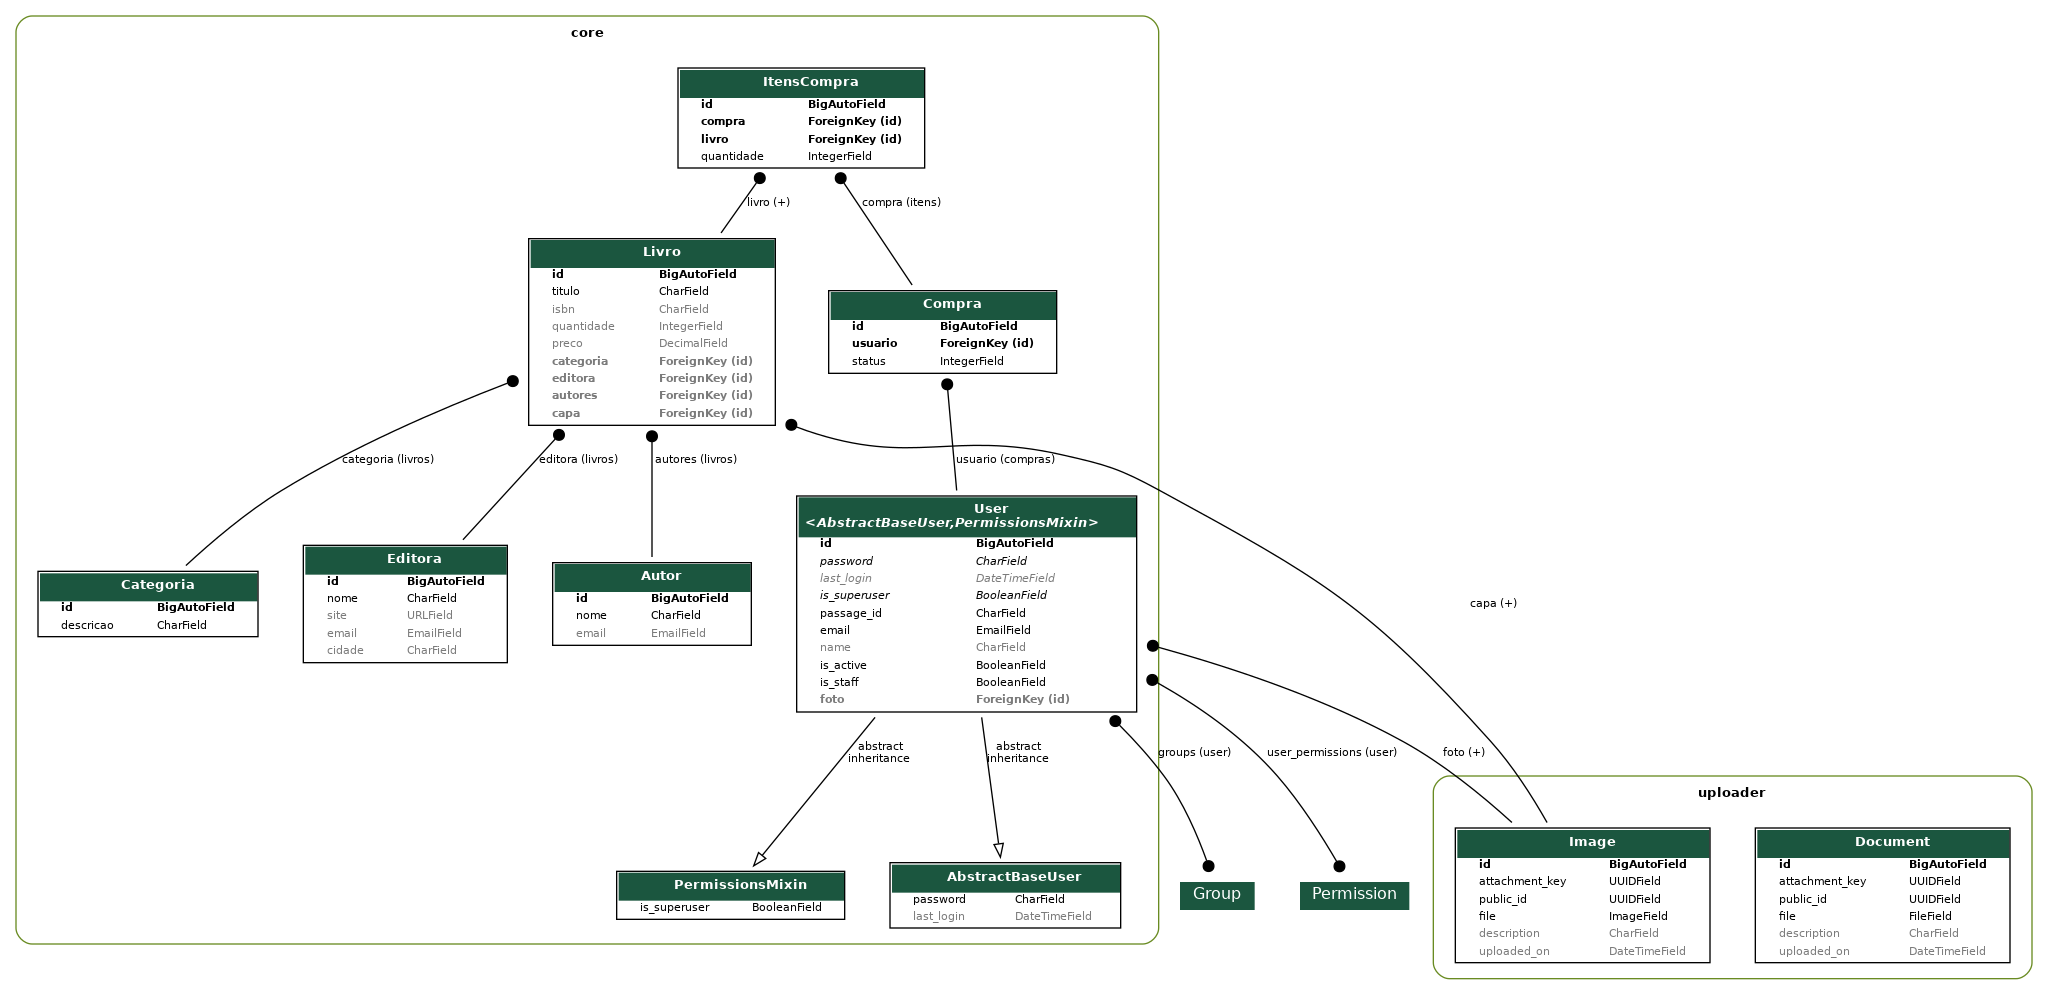 core
ItensCompra
id BigAutoField
compra ForeignKey (id)
livro ForeignKey (id)
quantidade IntegerField
livro (+)
compra (itens)
Livro
id BigAutoField
titulo CharField
isbn CharField
quantidade IntegerField
preco DecimalField
categoria ForeignKey (id)
editora ForeignKey (id)
autores ForeignKey (id)
capa ForeignKey (id)
Compra
id BigAutoField
usuario ForeignKey (id)
status IntegerField
categoria (livros)
editora (livros)
autores (livros)
usuario (compras)
Categoria
id BigAutoField
descricao CharField
Editora
id BigAutoField
nome CharField
site URLField
email EmailField
cidade CharField
Autor
id BigAutoField
nome CharField
email EmailField
User
<AbstractBaseUser,PermissionsMixin>
id BigAutoField
password CharField
last_login DateTimeField
is_superuser BooleanField
passage_id CharField
email EmailField
name CharField
is_active BooleanField
is_staff BooleanField
foto ForeignKey (id)
capa (+)
abstract
inheritance
abstract
inheritance
groups (user)
user_permissions (user)
foto (+)
PermissionsMixin
is_superuser BooleanField
AbstractBaseUser
password CharField
last_login DateTimeField
Group
Permission
uploader
Image
id BigAutoField
attachment_key UUIDField
public_id UUIDField
file ImageField
description CharField
uploaded_on DateTimeField
Document
id BigAutoField
attachment_key UUIDField
public_id UUIDField
file FileField
description CharField
uploaded_on DateTimeField